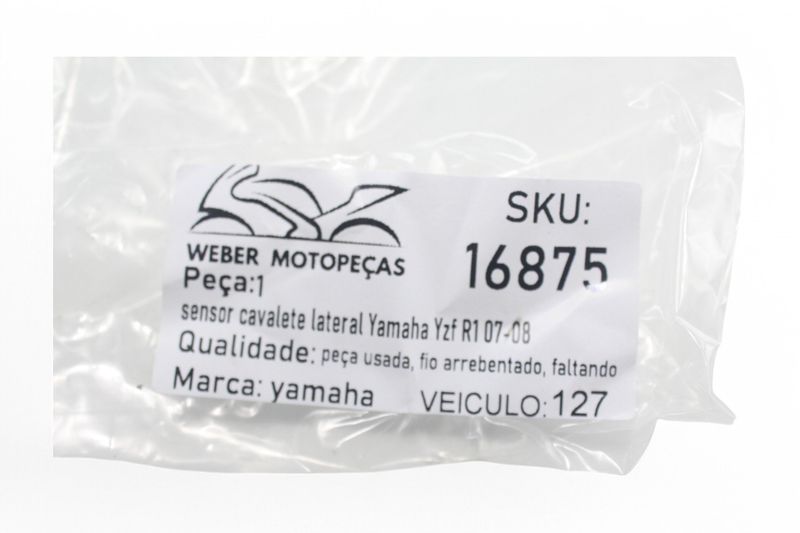 WEBER MOTOPEÇAS
SKU:
16875
Peça:1
sensor cavalete lateral Yamaha Yzf R1 07-08
Qualidade: peça usada, fio arrebentado, faltando
Marca: yamaha
VEICULO: 127